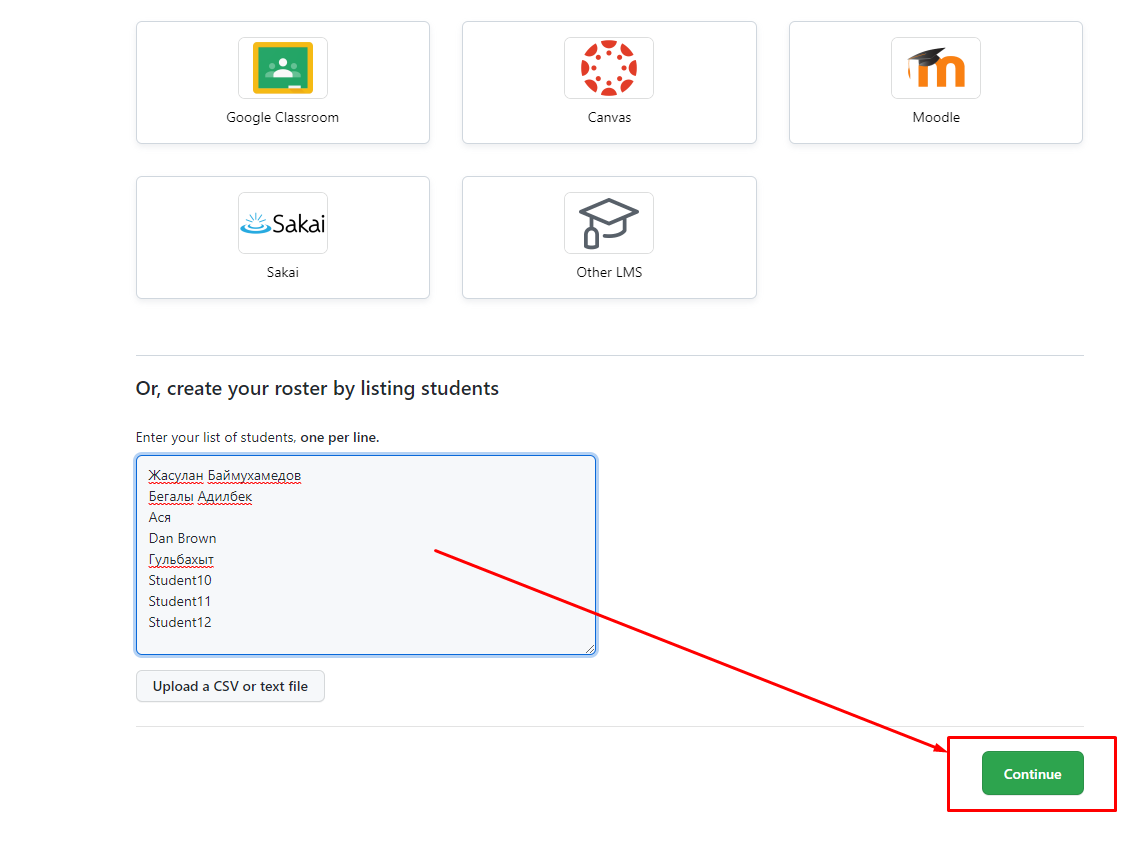 Google Classroom
Canvas
m
Moodle
Sakai
Sakai
Other LMS
Or, create your roster by listing students
Enter your list of students, one per line.
Жасулан Баймухамедов
Бегалы Адилбек
Ася
Dan Brown
Гульбахыт
Student10
Student11
Student12
Upload a CSV or text file
Continue